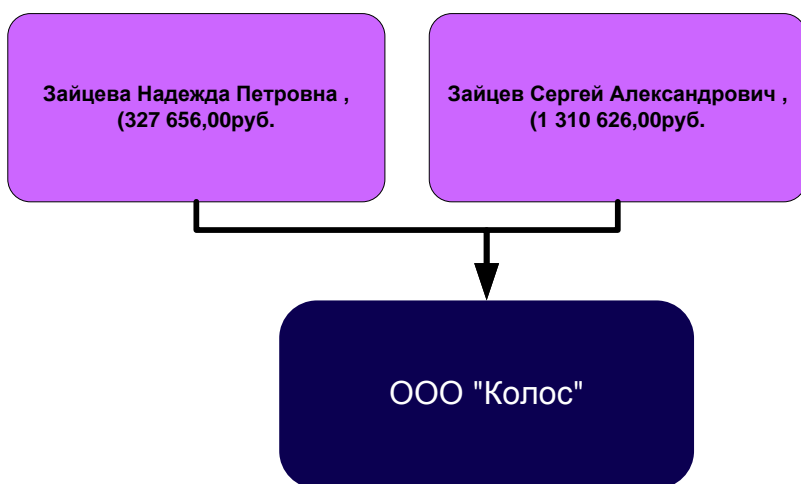 Зайцева Надежда Петровна ,
(327 656,00руб.
Зайцев Сергей Александрович ,
(1 310 626,00руб.
ООО "Колос"